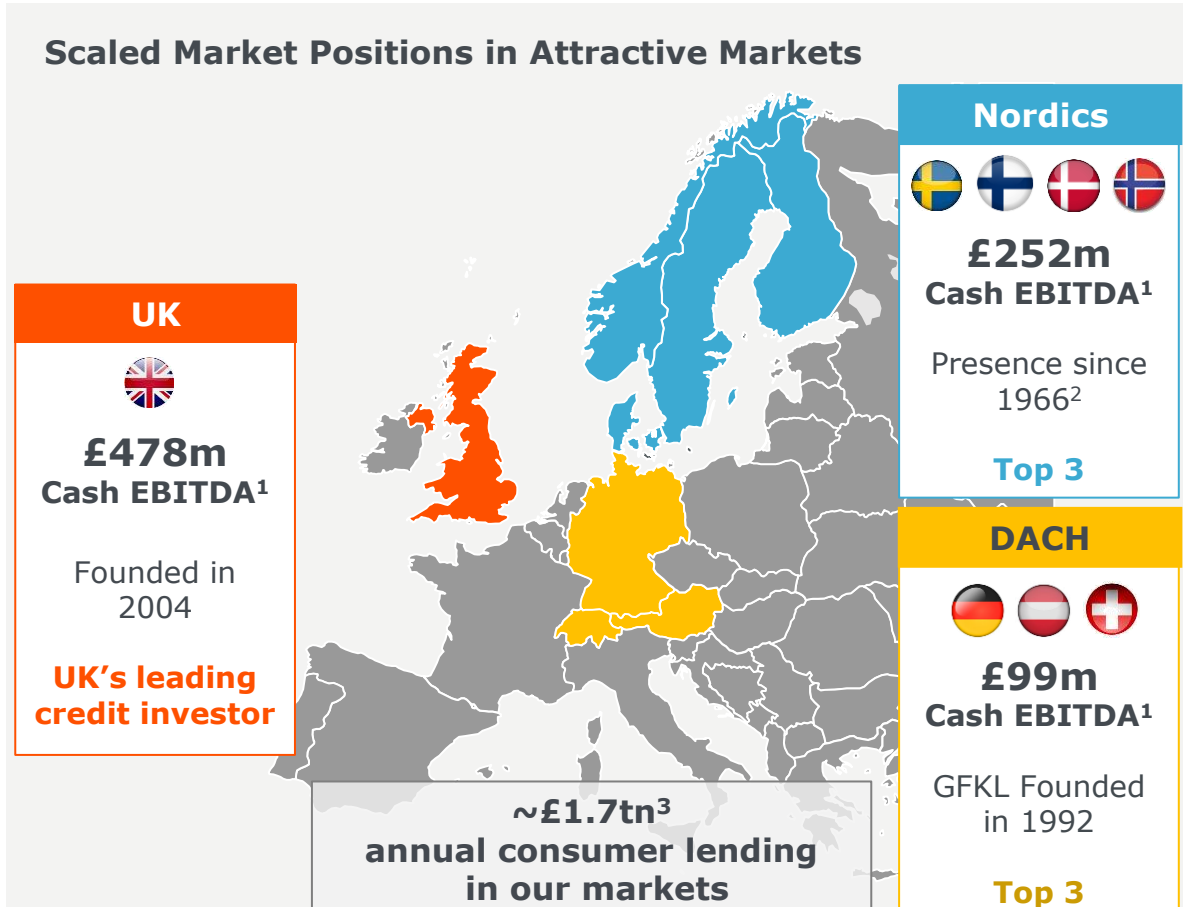 Scaled Market Positions in Attractive Markets
UK
£478m
Cash EBITDA¹
Founded in
2004
UK’s leading
credit investor
Nordics
£252m
Cash EBITDA¹
Presence since
1966²
Top 3
DACH
£99m
Cash EBITDA¹
GFKL Founded
in 1992
Top 3
~£1.7tn³
annual consumer lending
in our markets